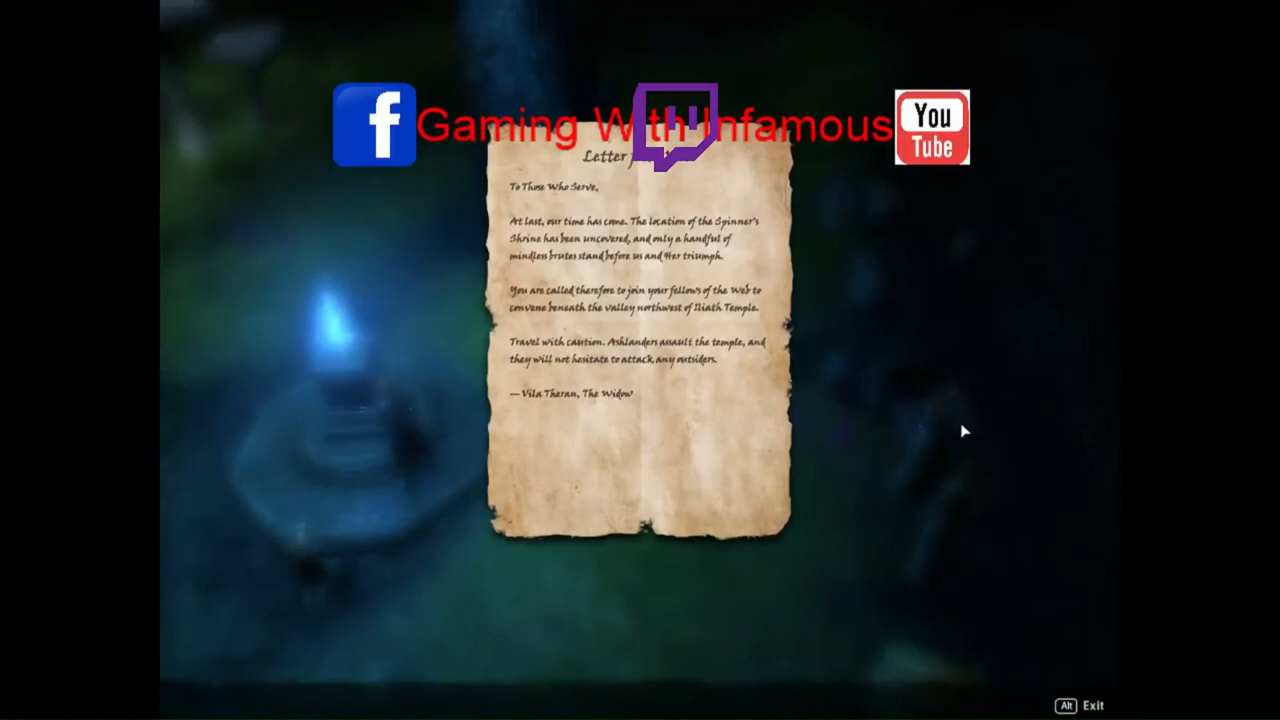 f Gaming With Infamous You
Tube
Letter
To Those Who Serve,
At last, our time has come. The location of the Spinner's
Shrine has been uncovered, and only a handful of
mindless brutes stand before us and Her triumph.
You are called therefore to join your fellows of the Web to
convene beneath the valley northwest of Iliath Temple.
Travel with caution. Ashlanders assault the temple, and
they will not hesitate to attack any outsiders.
— Vila Theran, The Widow
Alt Exit